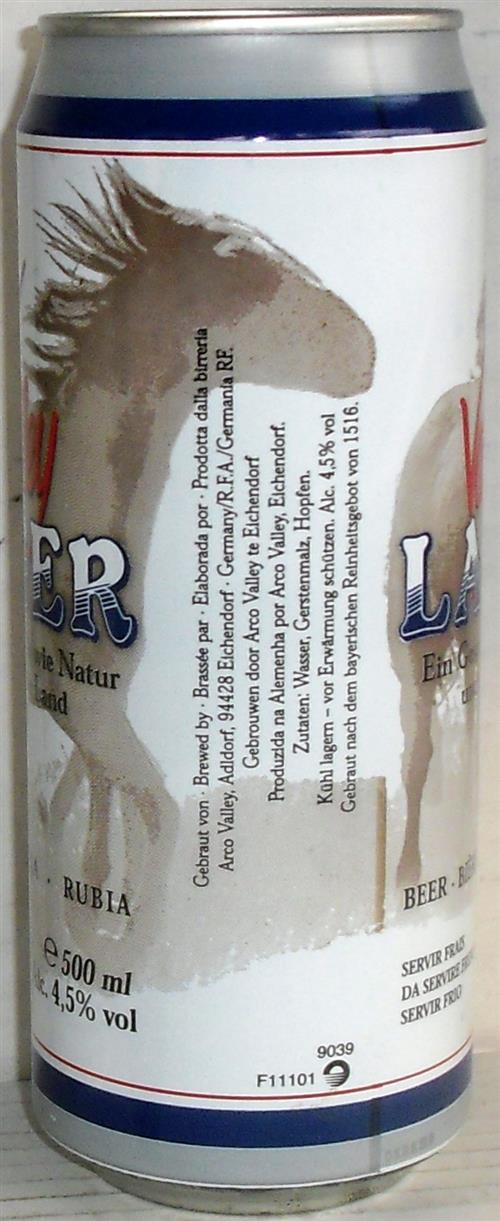 ER
wie Natur
Land
RUBIA
℮ 500 ml
4,5% vol
Gebraut von · Brewed by · Brassée par · Elaborada por · Prodotta dalla birreria
Arco Valley, Adldorf, 94428 Eichendorf · Germany/R.F.A./Germania RF.
Gebrouwen door Arco Valley te Eichendorf
Produzida na Alemenha por Arco Valley, Eichendorf.
Zutaten: Wasser, Gerstenmalz, Hopfen.
Kühl lagern – vor Erwärmung schützen. Alc. 4,5% vol
Gebraut nach dem bayerischen Reinheitsgebot von 1516.
LA
Ein
BEER ·
SERVIR FRAIS
DA SERVIRE
SERVIR FRIO
9039
F11101